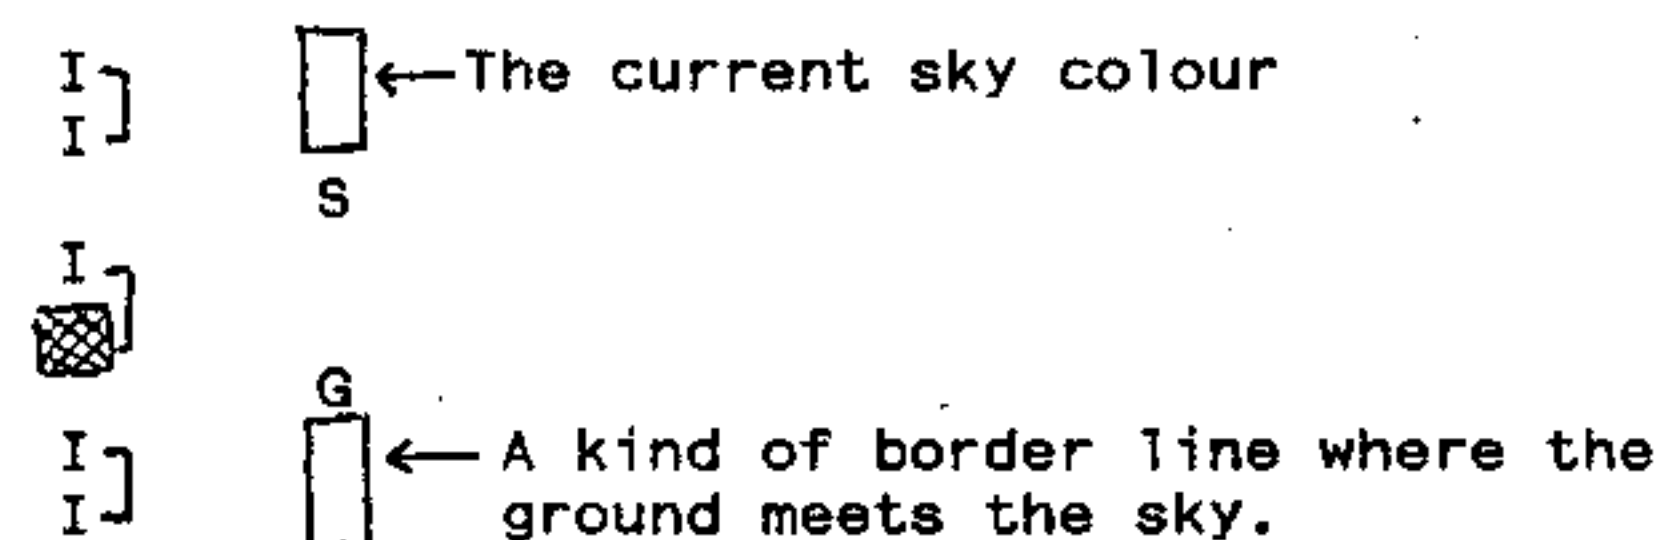 I ←The current sky colour
I
S
I
G
I ← A kind of border line where the
I ground meets the sky.